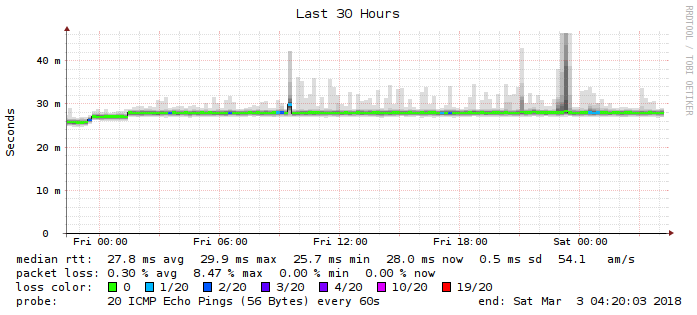 Last 30 Hours
RRDTOOL / TOBI OETIKER
Seconds
40 m
30 m
20 m
10 m
0
Fri 00:00 Fri 06:00 Fri 12:00 Fri 18:00 Sat 00:00
median rtt: 27.8 ms avg 29.9 ms max 25.7 ms min 28.0 ms now 0.5 ms sd 54.1 am/s
packet loss: 0.30 % avg 8.47 % max 0.00 % min 0.00 % now
loss color: 0 1/20 2/20 3/20 4/20 10/20 19/20
probe: 20 ICMP Echo Pings (56 Bytes) every 60s end: Sat Mar 3 04:20:03 2018